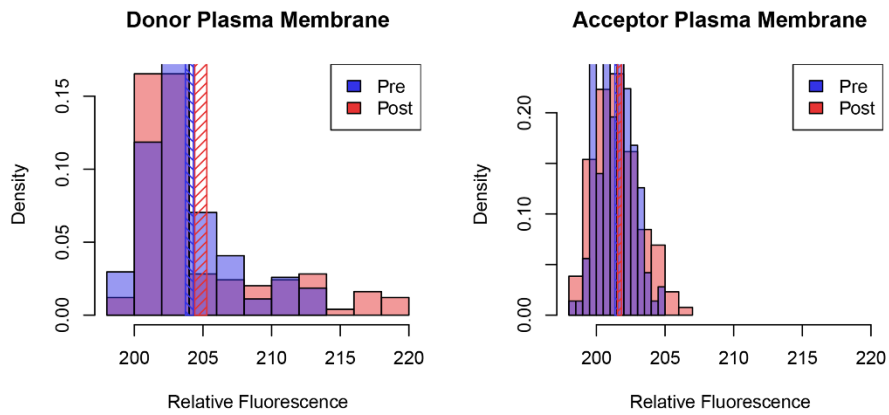 Donor Plasma Membrane
Density
0.00 0.05 0.10 0.15
Pre
Post
200 205 210 215 220
Relative Fluorescence
Acceptor Plasma Membrane
Density
0.00 0.10 0.20
Pre
Post
200 205 210 215 220
Relative Fluorescence